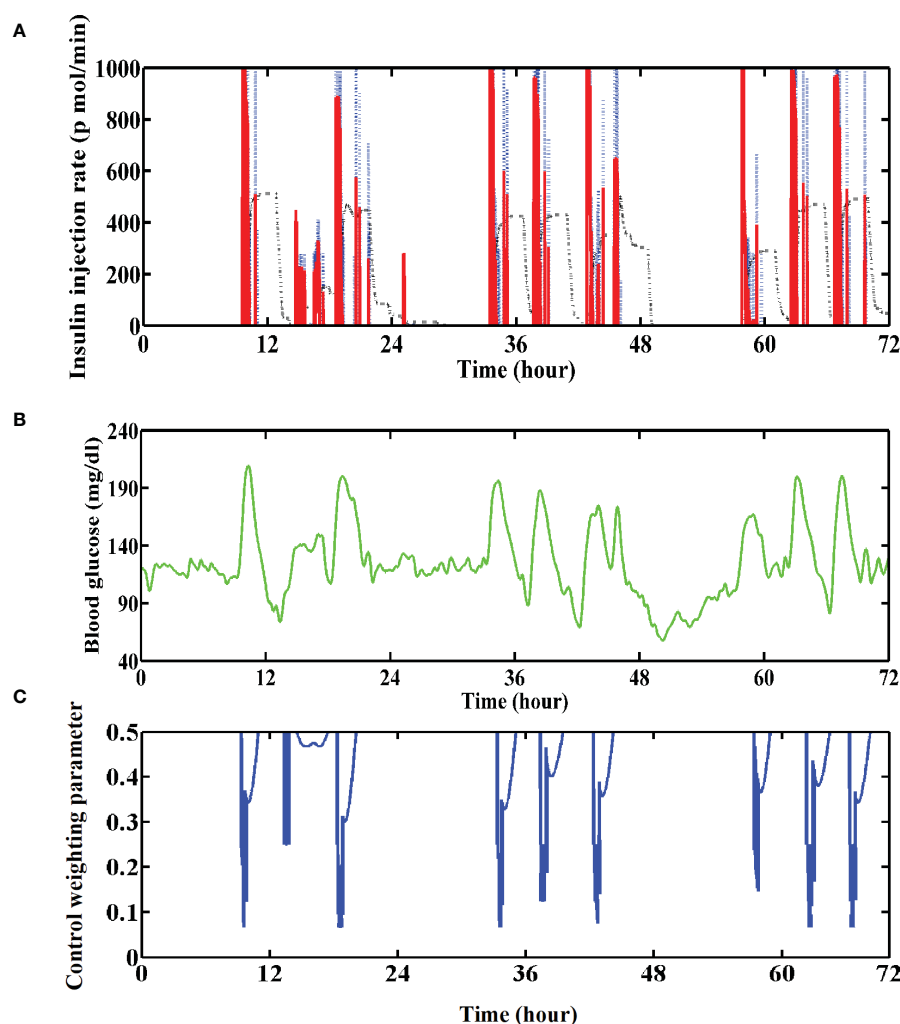 A
Insulin injection rate (p mol/min)
1000
800
600
400
200
0
0 12 24 36 48 60 72
Time (hour)
B
Blood glucose (mg/dl)
240
190
140
90
40
0 12 24 36 48 60 72
Time (hour)
C
Control weighting parameter
0.5
0.4
0.3
0.2
0.1
0
0 12 24 36 48 60 72
Time (hour)